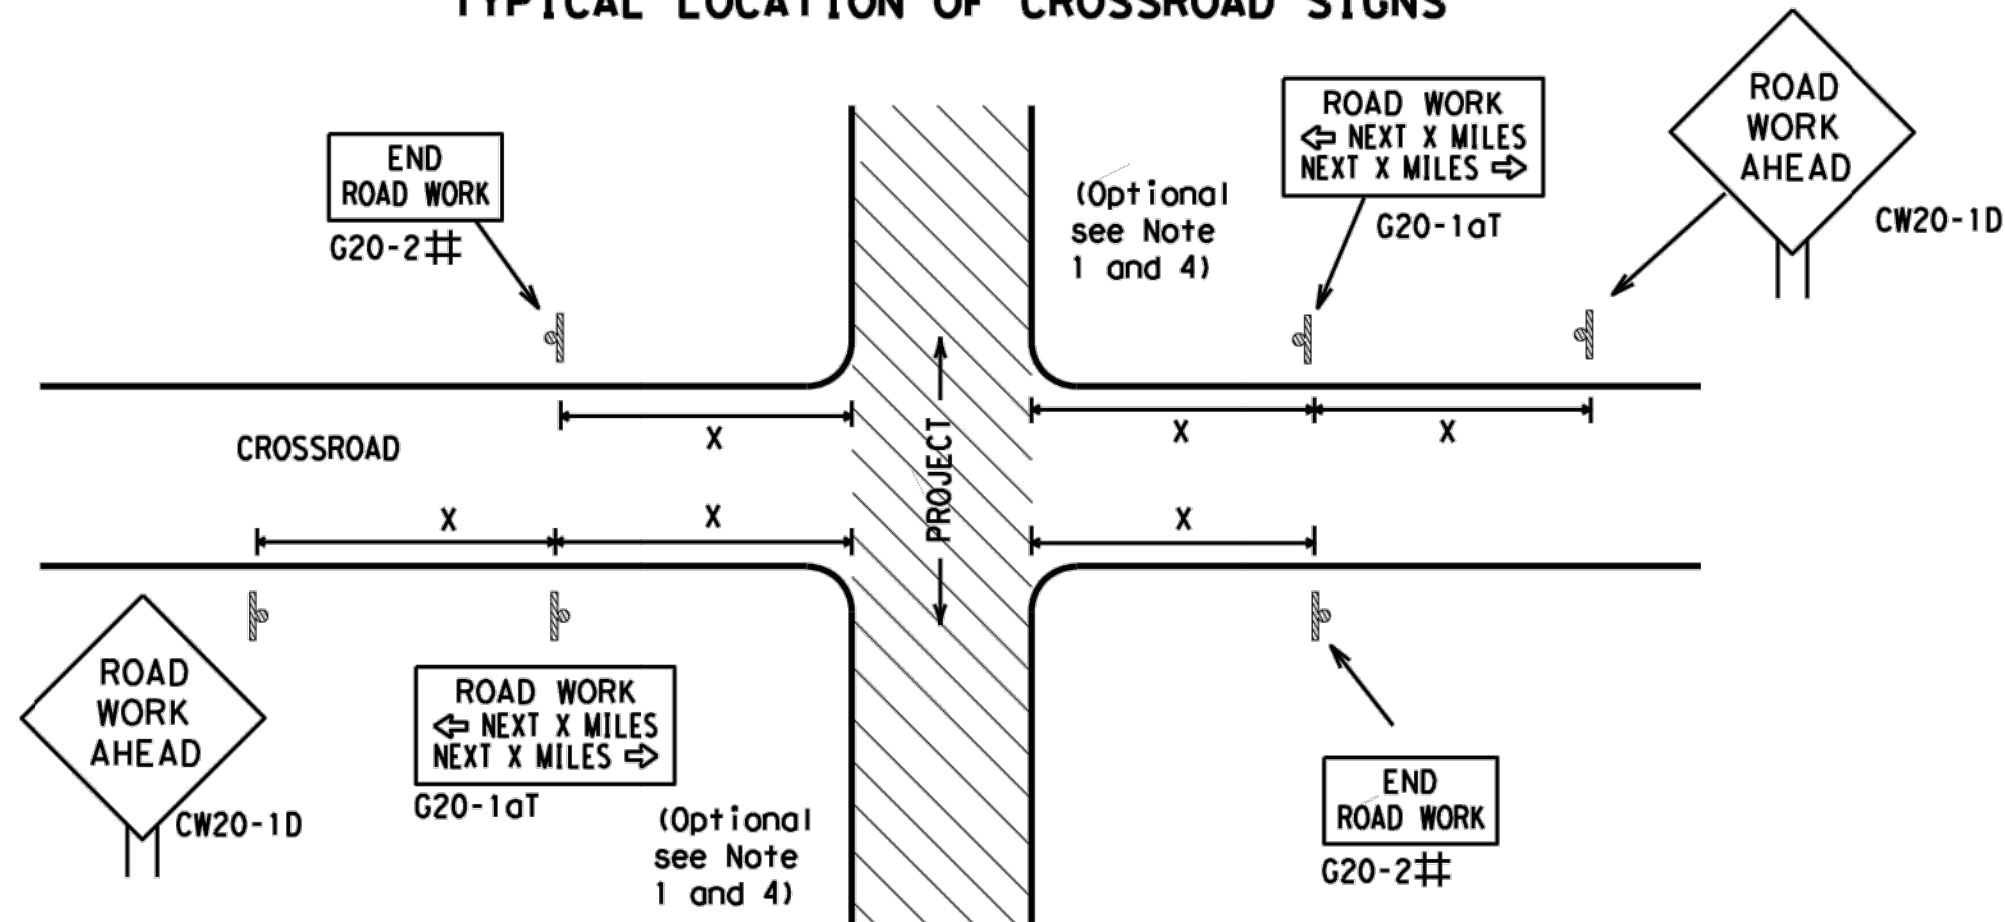 TYPICAL LOCATION OF CROSSROAD SIGNS
END
ROAD WORK
G20-2#
(Optional
see Note
1 and 4)
ROAD WORK
⇦ NEXT X MILES
NEXT X MILES ⇨
G20-1aT
ROAD
WORK
AHEAD
CW20-1D
X
X
X
CROSSROAD
PROJECT
X
X
X
ROAD
WORK
AHEAD
CW20-1D
ROAD WORK
⇦ NEXT X MILES
NEXT X MILES ⇨
G20-1aT
(Optional
see Note
1 and 4)
END
ROAD WORK
G20-2#